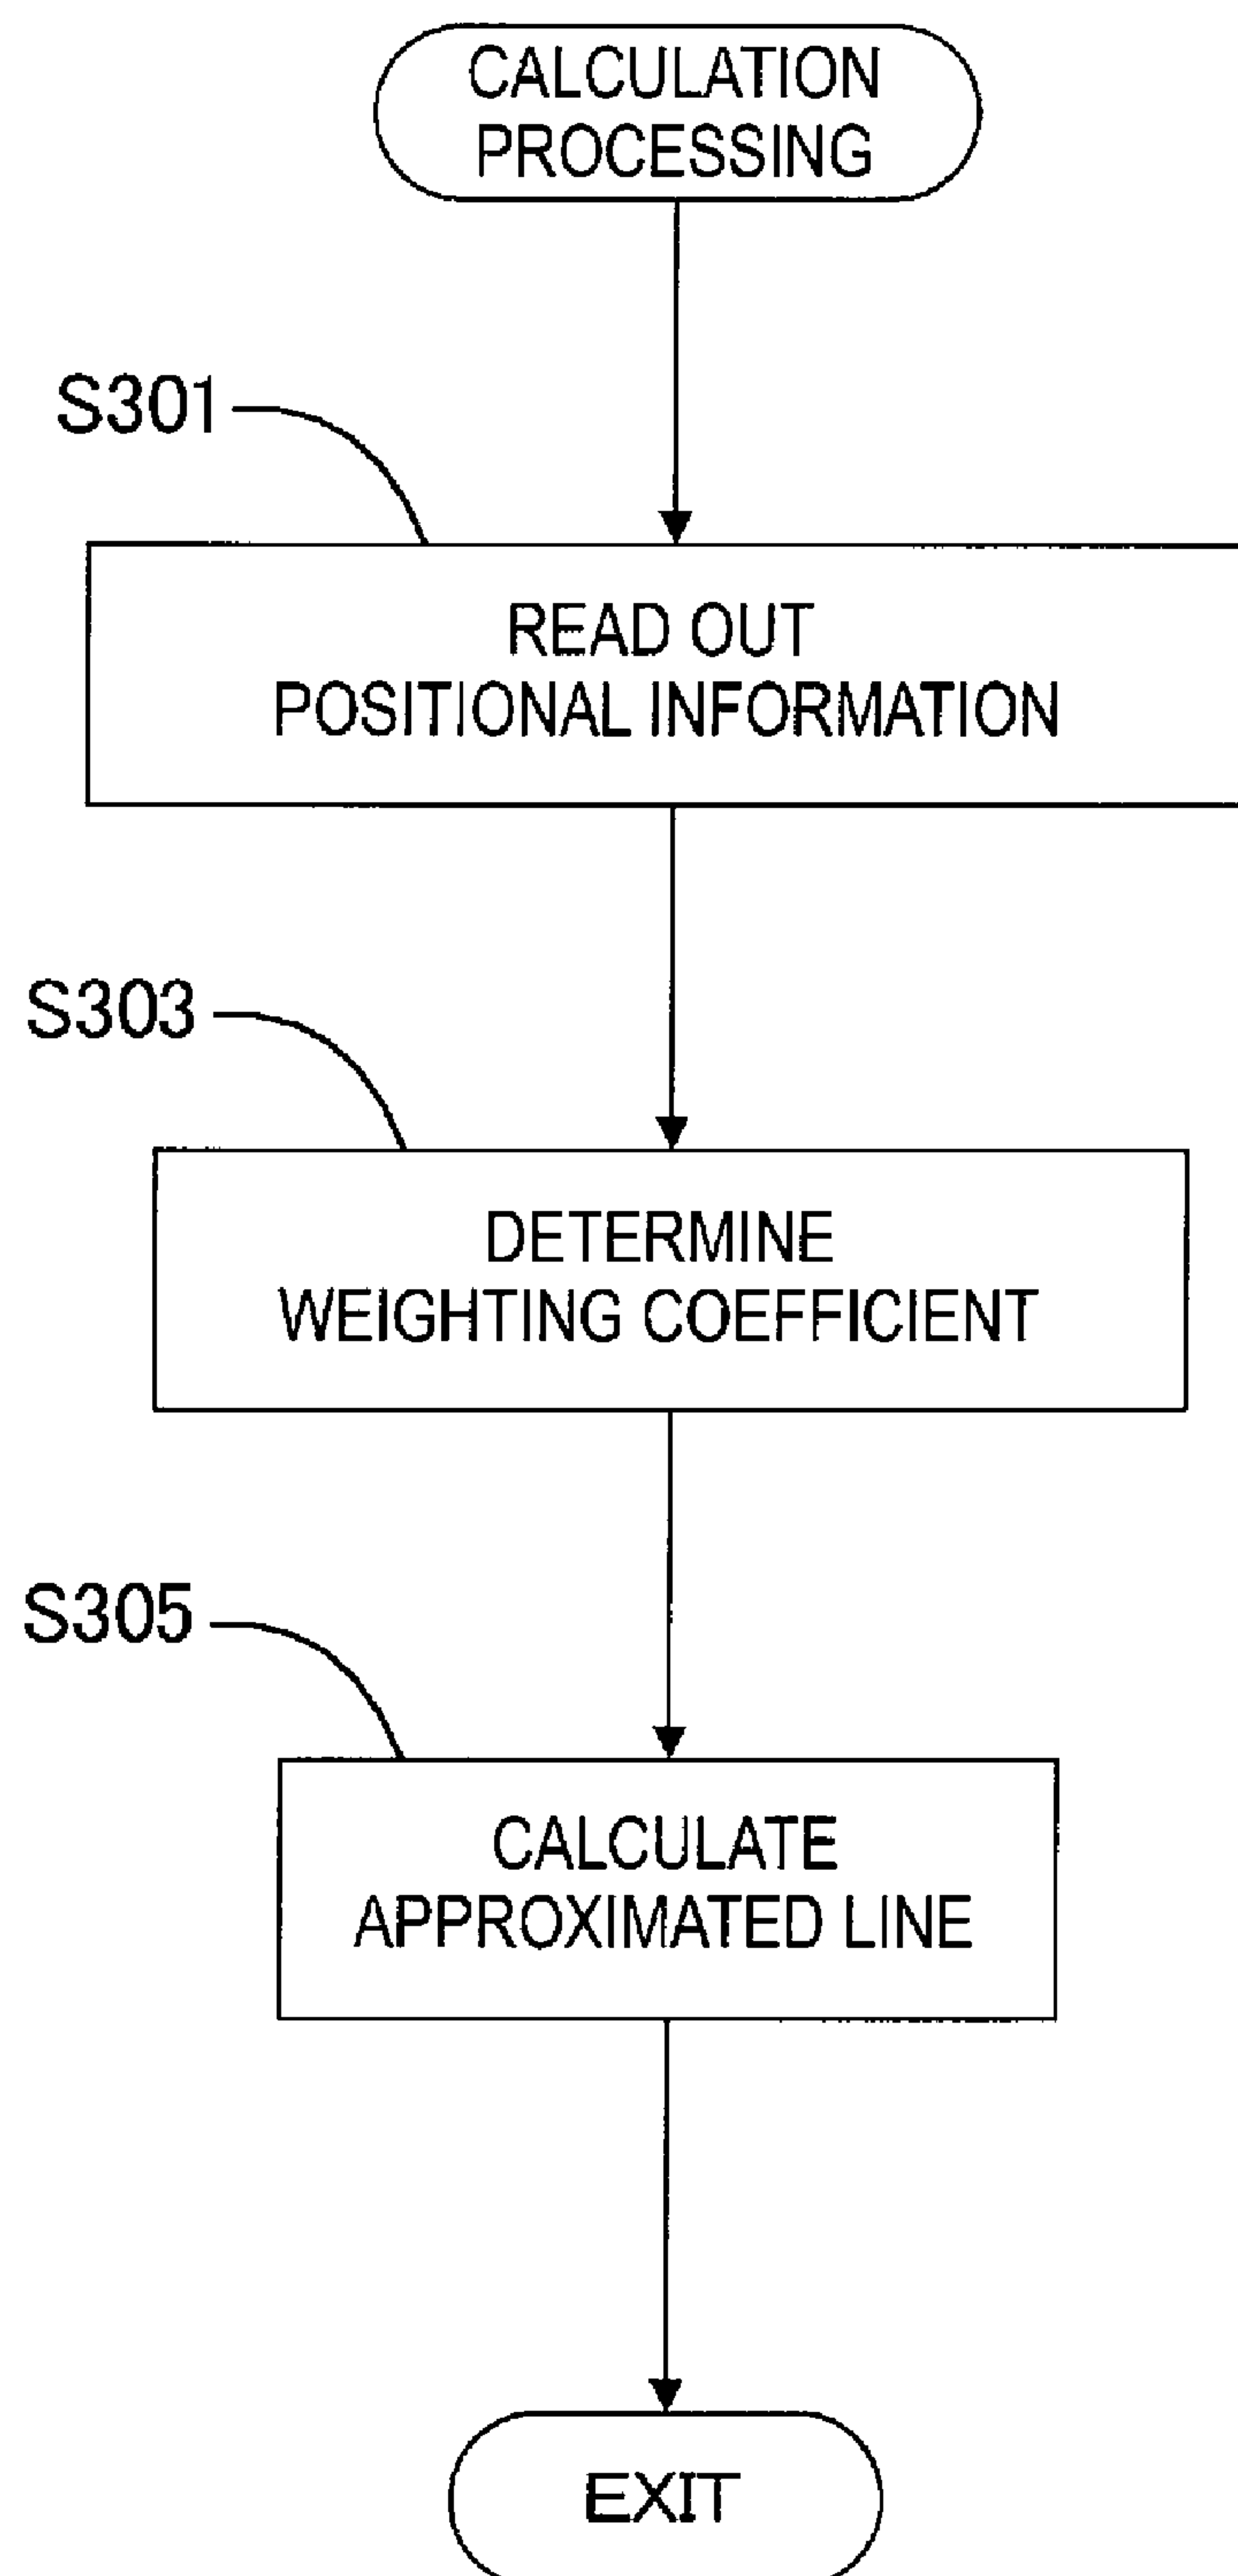 CALCULATION
PROCESSING
S301
READ OUT
POSITIONAL INFORMATION
S303
DETERMINE
WEIGHTING COEFFICIENT
S305
CALCULATE
APPROXIMATED LINE
EXIT